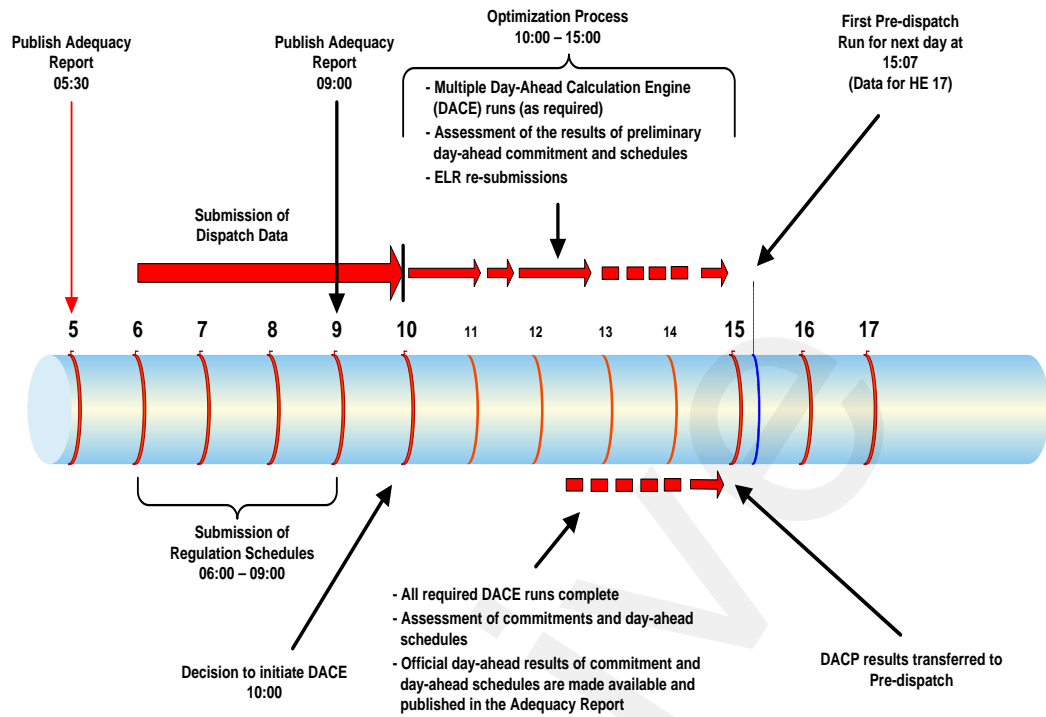 Publish Adequacy
Report
05:30
Publish Adequacy
Report
09:00
Optimization Process
10:00 – 15:00
First Pre-dispatch
Run for next day at
15:07
(Data for HE 17)
- Multiple Day-Ahead Calculation Engine
(DACE) runs (as required)
- Assessment of the results of preliminary
day-ahead commitment and schedules
- ELR re-submissions
Submission of
Dispatch Data
5 6 7 8 9 10 11 12 13 14 15 16 17
Submission of
Regulation Schedules
06:00 – 09:00
Decision to initiate DACE
10:00
- All required DACE runs complete
- Assessment of commitments and day-ahead
schedules
- Official day-ahead results of commitment and
day-ahead schedules are made available and
published in the Adequacy Report
DACP results transferred to
Pre-dispatch
ive